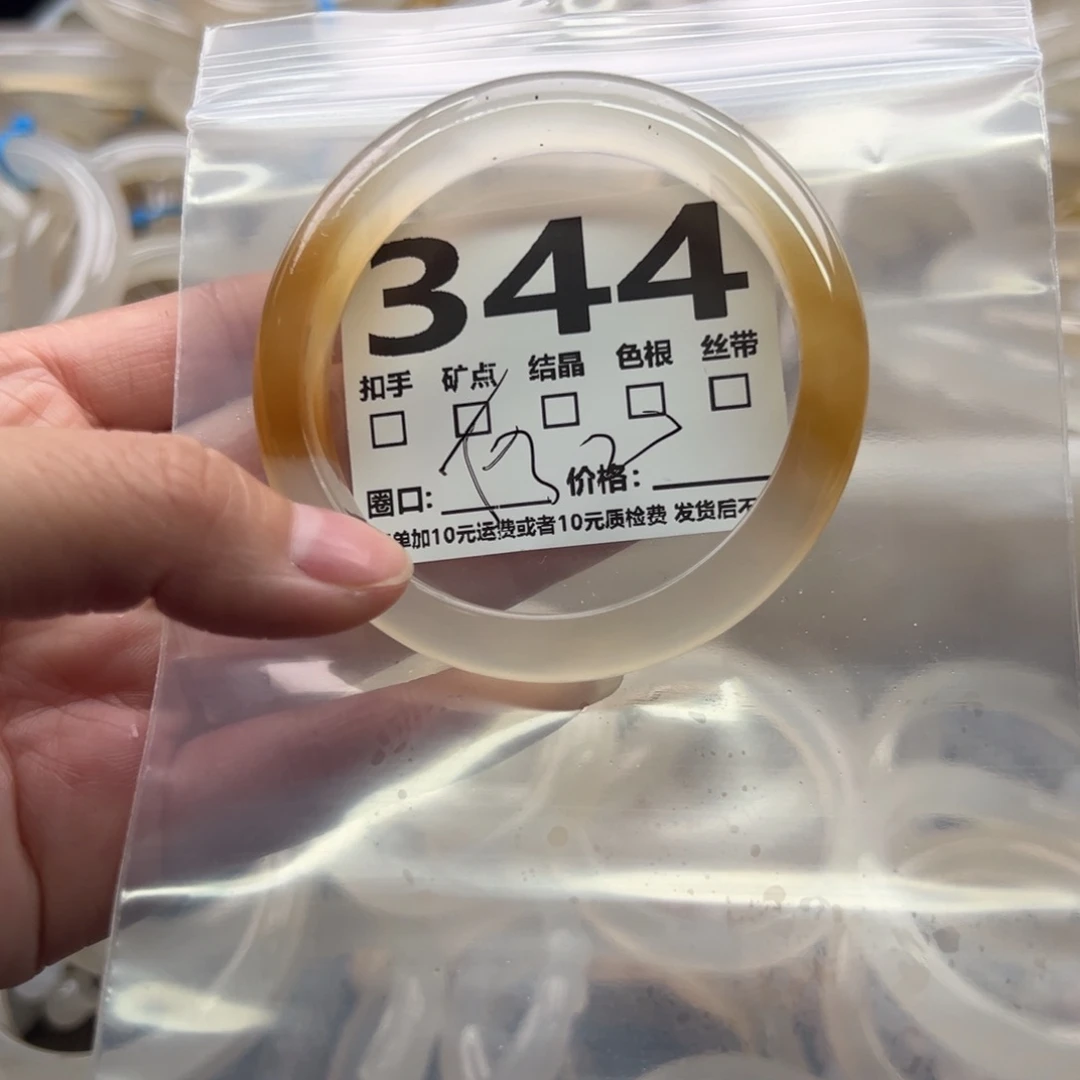 344
扣手 矿点 结晶 色根 丝带
圈口: 价格:
单加10元运费或者10元质检费 发货后不